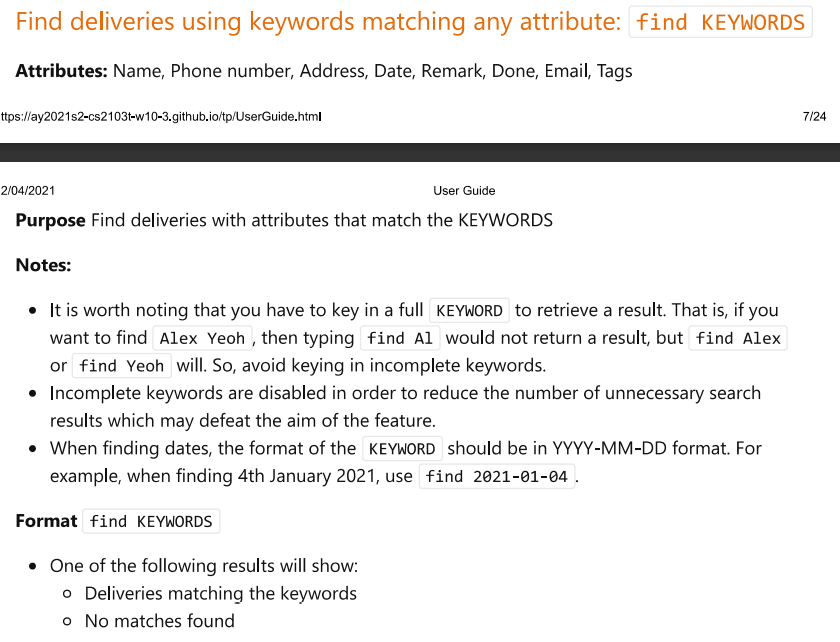 Find deliveries using keywords matching any attribute: find KEYWORDS
Attributes: Name, Phone number, Address, Date, Remark, Done, Email, Tags
ttps://ay2021s2-cs2103t-w10-3.github.io/tp/UserGuide.html 7/24
2/04/2021 User Guide
Purpose Find deliveries with attributes that match the KEYWORDS
Notes:
• It is worth noting that you have to key in a full KEYWORD to retrieve a result. That is, if you
want to find Alex Yeoh , then typing find Al would not return a result, but find Alex
or find Yeoh will. So, avoid keying in incomplete keywords.
• Incomplete keywords are disabled in order to reduce the number of unnecessary search
results which may defeat the aim of the feature.
• When finding dates, the format of the KEYWORD should be in YYYY-MM-DD format. For
example, when finding 4th January 2021, use find 2021-01-04 .
Format find KEYWORDS
• One of the following results will show:
◦ Deliveries matching the keywords
◦ No matches found